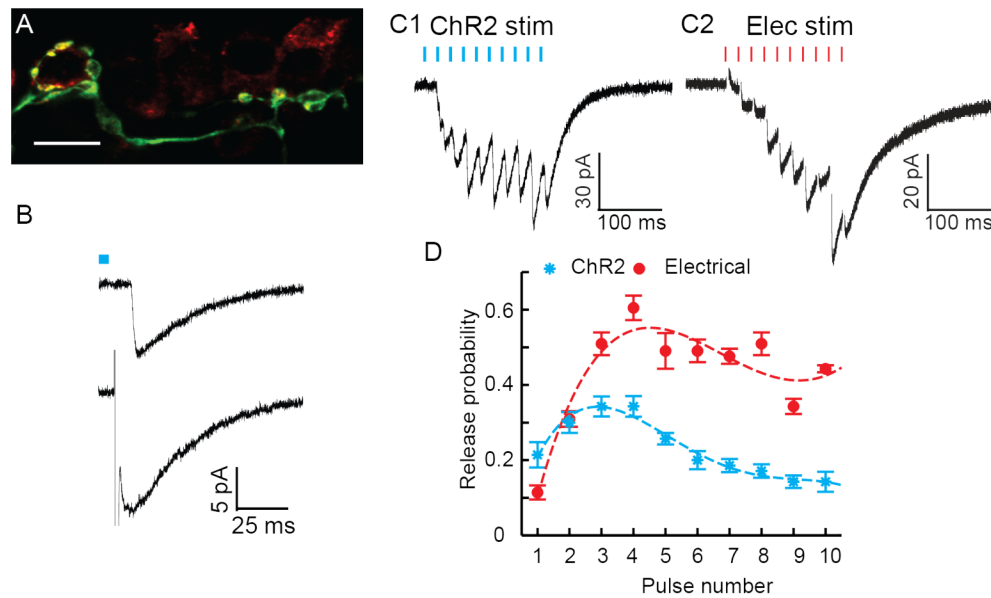 A
C1 ChR2 stim
C2 Elec stim
30 pA
100 ms
20 pA
100 ms
B
5 pA
25 ms
D
ChR2 Electrical
Release probability
0.6
0.4
0.2
0
1 2 3 4 5 6 7 8 9 10
Pulse number